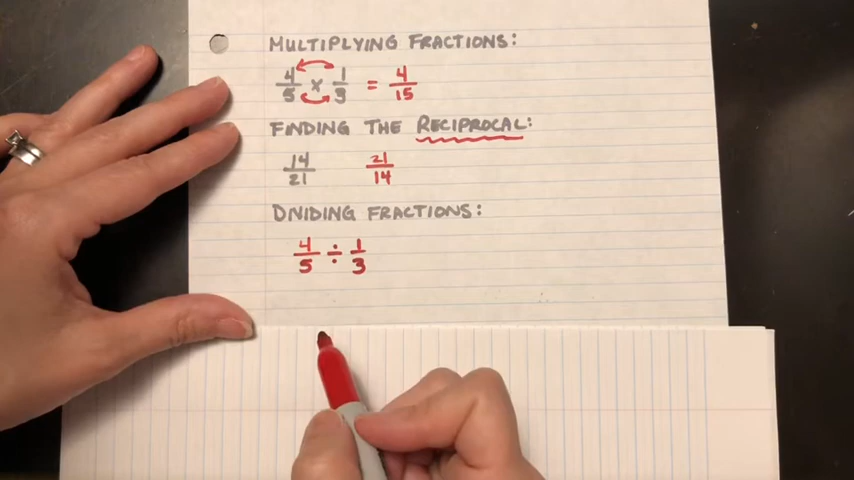 MULTIPLYING FRACTIONS:
4/5 x 1/3 = 4/15
FINDING THE RECIPROCAL:
14/21 21/14
DIVIDING FRACTIONS:
4/5 ÷ 1/3